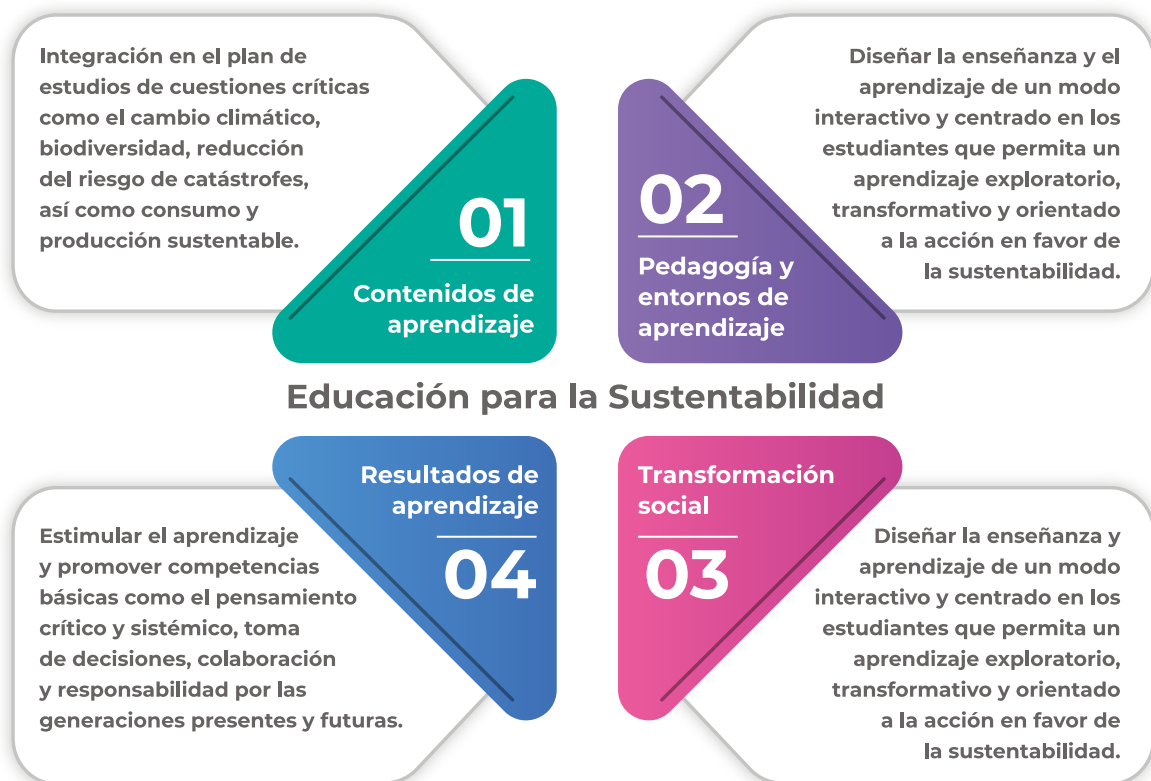 Integración en el plan de
estudios de cuestiones críticas
como el cambio climático,
biodiversidad, reducción
del riesgo de catástrofes,
así como consumo y
producción sustentable.
01
Contenidos de
aprendizaje
02
Pedagogía y
entornos de
aprendizaje
Diseñar la enseñanza y el
aprendizaje de un modo
interactivo y centrado en los
estudiantes que permita un
aprendizaje exploratorio,
transformativo y orientado
a la acción en favor de
la sustentabilidad.
Educación para la Sustentabilidad
Estimular el aprendizaje
y promover competencias
básicas como el pensamiento
crítico y sistémico, toma
de decisiones, colaboración
y responsabilidad por las
generaciones presentes y futuras.
Resultados de
aprendizaje
04
Transformación
social
03
Diseñar la enseñanza y
aprendizaje de un modo
interactivo y centrado en los
estudiantes que permita un
aprendizaje exploratorio,
transformativo y orientado
a la acción en favor de
la sustentabilidad.